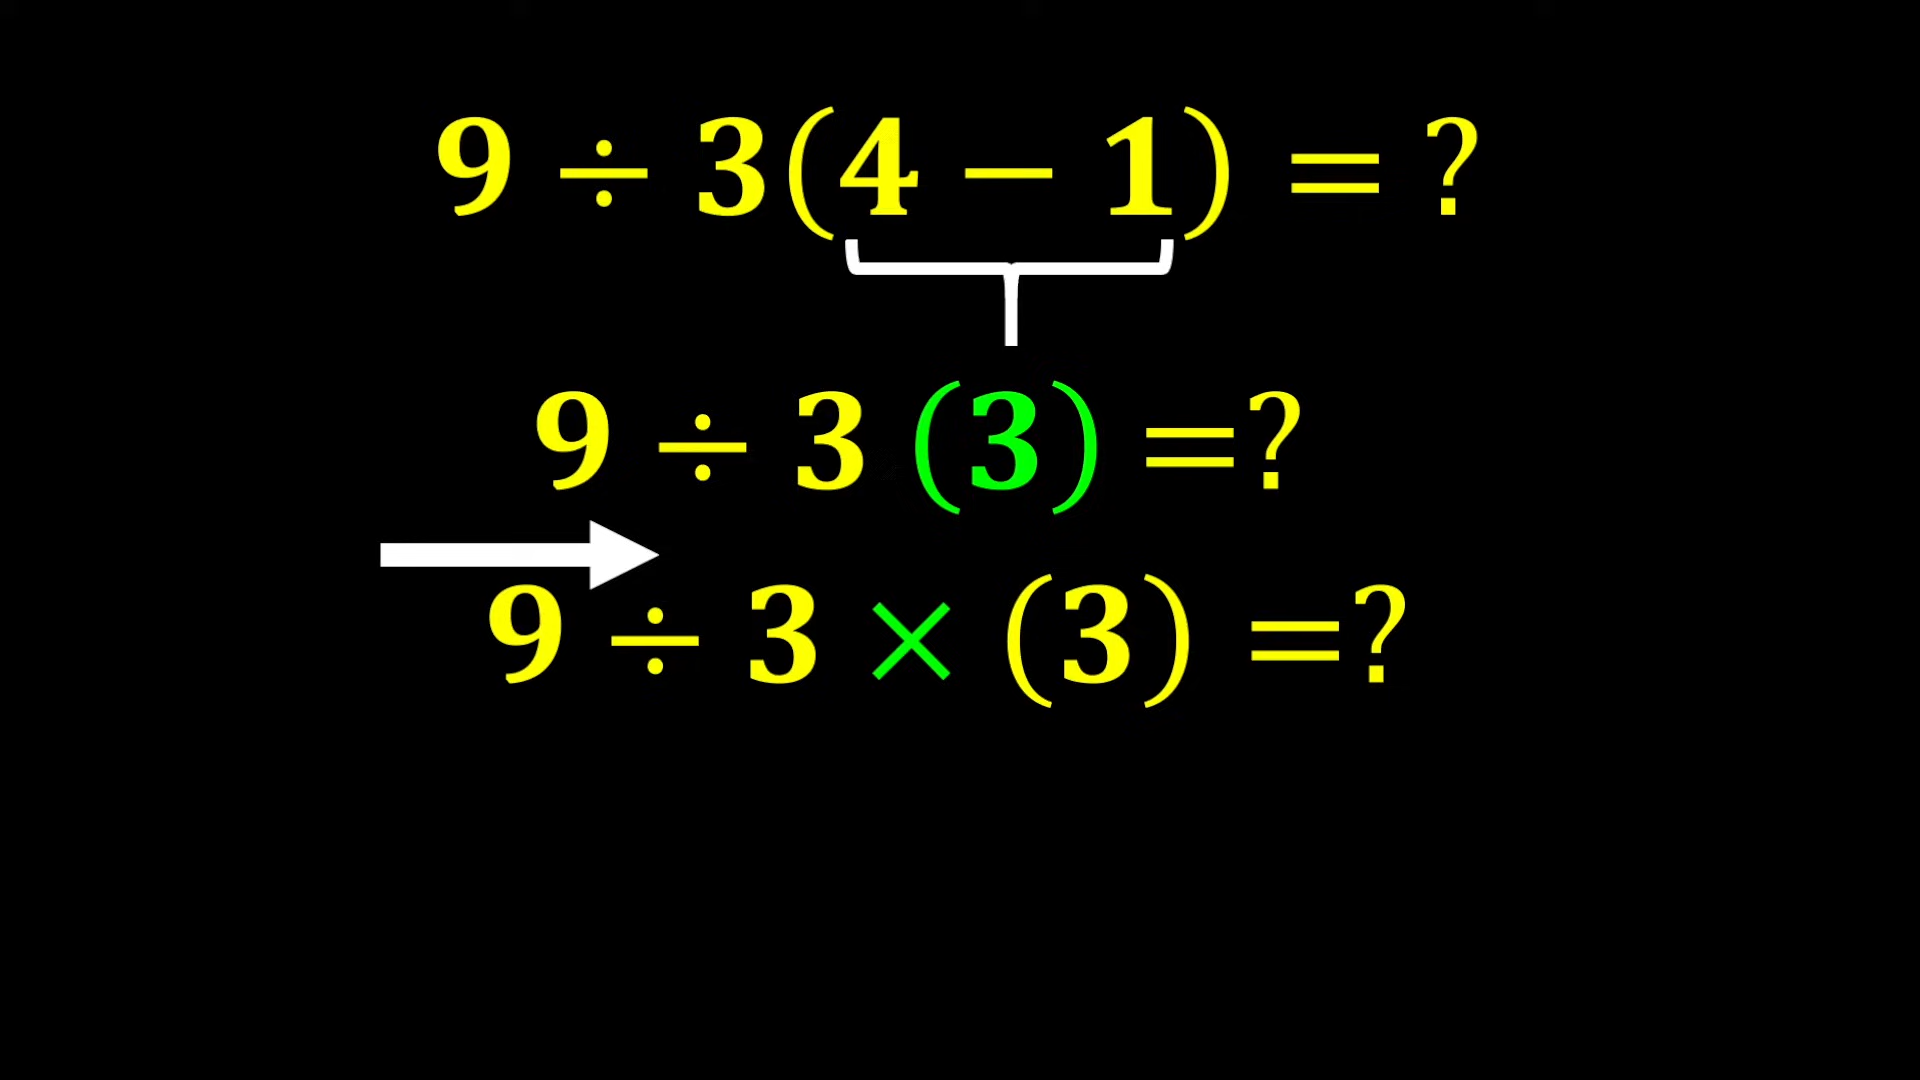 9 ÷ 3(4 − 1) = ?
9 ÷ 3 (3) =?
9 ÷ 3 × (3) =?